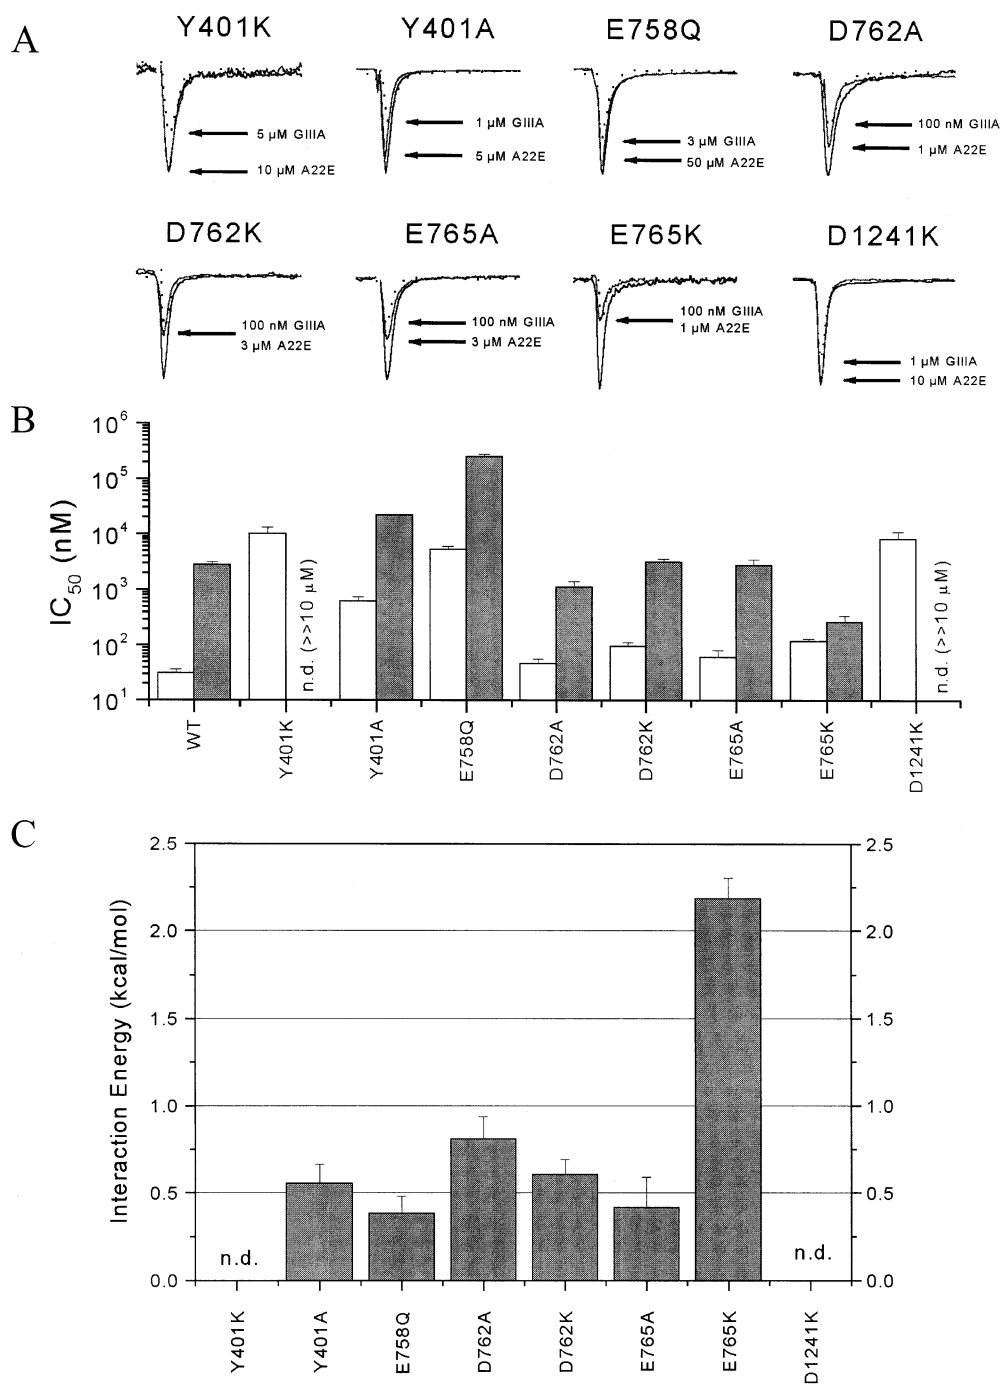 A
Y401K
Y401A
E758Q
D762A
5 µM GIIIA
10 µM A22E
1 µM GIIIA
5 µM A22E
3 µM GIIIA
50 µM A22E
100 nM GIIIA
1 µM A22E
D762K
E765A
E765K
D1241K
100 nM GIIIA
3 µM A22E
100 nM GIIIA
3 µM A22E
100 nM GIIIA
1 µM A22E
1 µM GIIIA
10 µM A22E
B
IC50 (nM)
10^6
10^5
10^4
10^3
10^2
10^1
n.d. (>>10 µM)
n.d. (>>10 µM)
WT
Y401K
Y401A
E758Q
D762A
D762K
E765A
E765K
D1241K
C
Interaction Energy (kcal/mol)
2.5
2.0
1.5
1.0
0.5
0.0
2.5
2.0
1.5
1.0
0.5
0.0
n.d.
n.d.
Y401K
Y401A
E758Q
D762A
D762K
E765A
E765K
D1241K